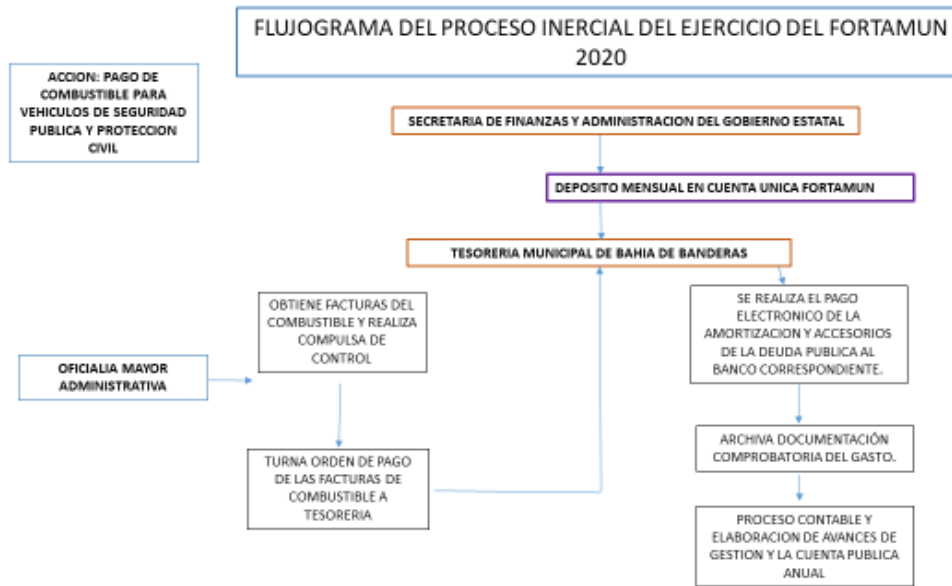 FLUJOGRAMA DEL PROCESO INERCIAL DEL EJERCICIO DEL FORTAMUN
2020
ACCION: PAGO DE
COMBUSTIBLE PARA
VEHICULOS DE SEGURIDAD
PUBLICA Y PROTECCION
CIVIL
SECRETARIA DE FINANZAS Y ADMINISTRACION DEL GOBIERNO ESTATAL
DEPOSITO MENSUAL EN CUENTA UNICA FORTAMUN
TESORERIA MUNICIPAL DE BAHIA DE BANDERAS
OBTIENE FACTURAS DEL
COMBUSTIBLE Y REALIZA
COMPULSA DE
CONTROL
SE REALIZA EL PAGO
ELECTRONICO DE LA
AMORTIZACION Y ACCESORIOS
DE LA DEUDA PUBLICA AL
BANCO CORRESPONDIENTE.
OFICIALIA MAYOR
ADMINISTRATIVA
TURNA ORDEN DE PAGO
DE LAS FACTURAS DE
COMBUSTIBLE A
TESORERIA
ARCHIVA DOCUMENTACIÓN
COMPROBATORIA DEL GASTO.
PROCESO CONTABLE Y
ELABORACION DE AVANCES DE
GESTION Y LA CUENTA PUBLICA
ANUAL